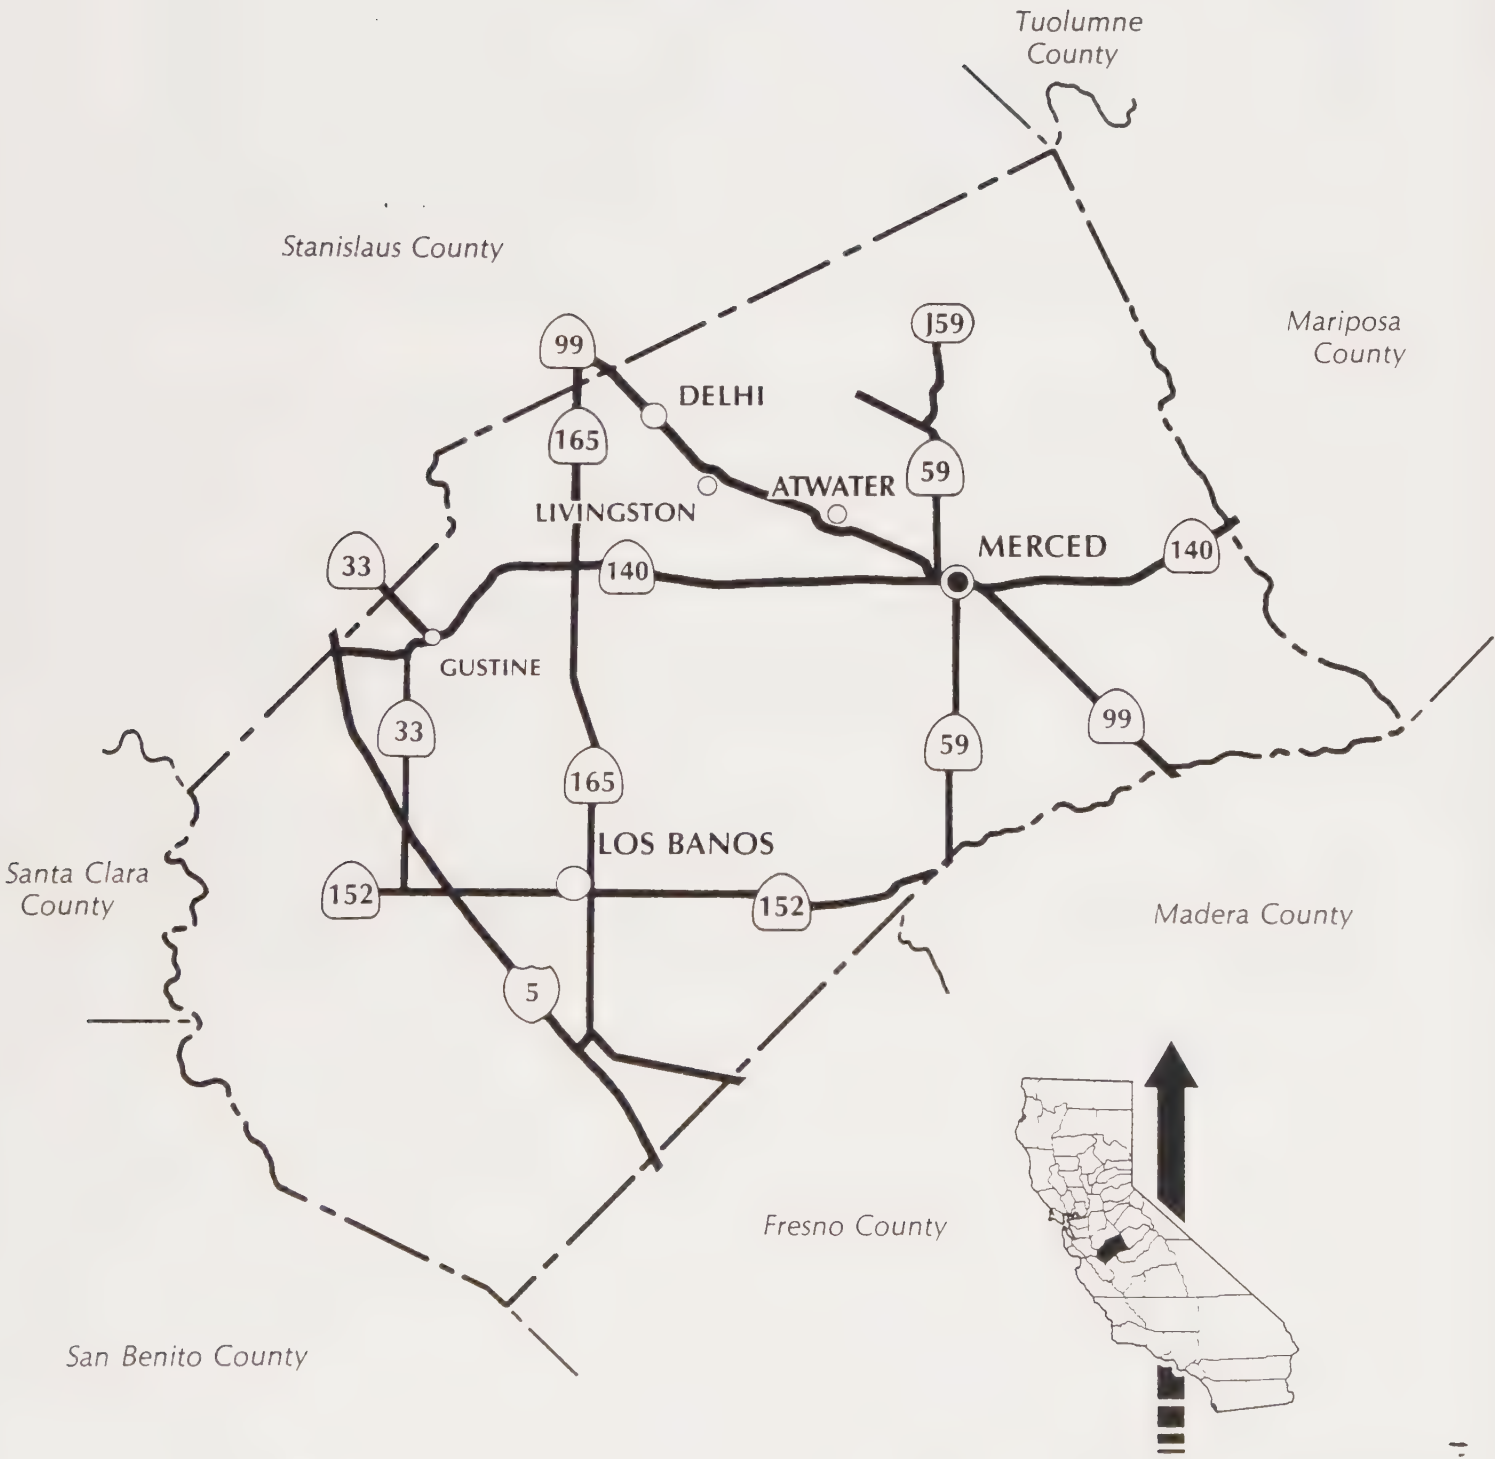 Tuolumne
County
Stanislaus County
Mariposa
County
J59
99
DELHI
165
59
ATWATER
LIVINGSTON
MERCED
33
140
140
GUSTINE
33
99
59
165
LOS BANOS
Santa Clara
County
152
152
Madera County
5
Fresno County
San Benito County